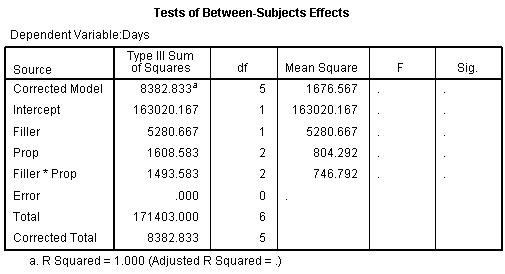 Tests of Between-Subjects Effects
Dependent Variable:Days
Source Type III Sum of Squares df Mean Square F Sig.
Corrected Model 8382.833a 5 1676.567 . .
Intercept 163020.167 1 163020.167 . .
Filler 5280.667 1 5280.667 . .
Prop 1608.583 2 804.292 . .
Filler * Prop 1493.583 2 746.792 . .
Error .000 0 .
Total 171403.000 6
Corrected Total 8382.833 5
a. R Squared = 1.000 (Adjusted R Squared = .)